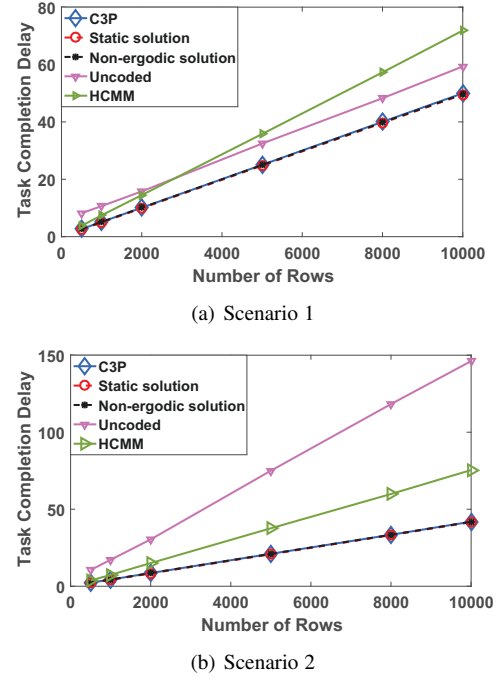 80
60
40
20
0
Task Completion Delay
C3P
Static solution
Non-ergodic solution
Uncoded
HCMM
0 2000 4000 6000 8000 10000
Number of Rows
(a) Scenario 1
150
100
50
0
Task Completion Delay
C3P
Static solution
Non-ergodic solution
Uncoded
HCMM
0 2000 4000 6000 8000 10000
Number of Rows
(b) Scenario 2